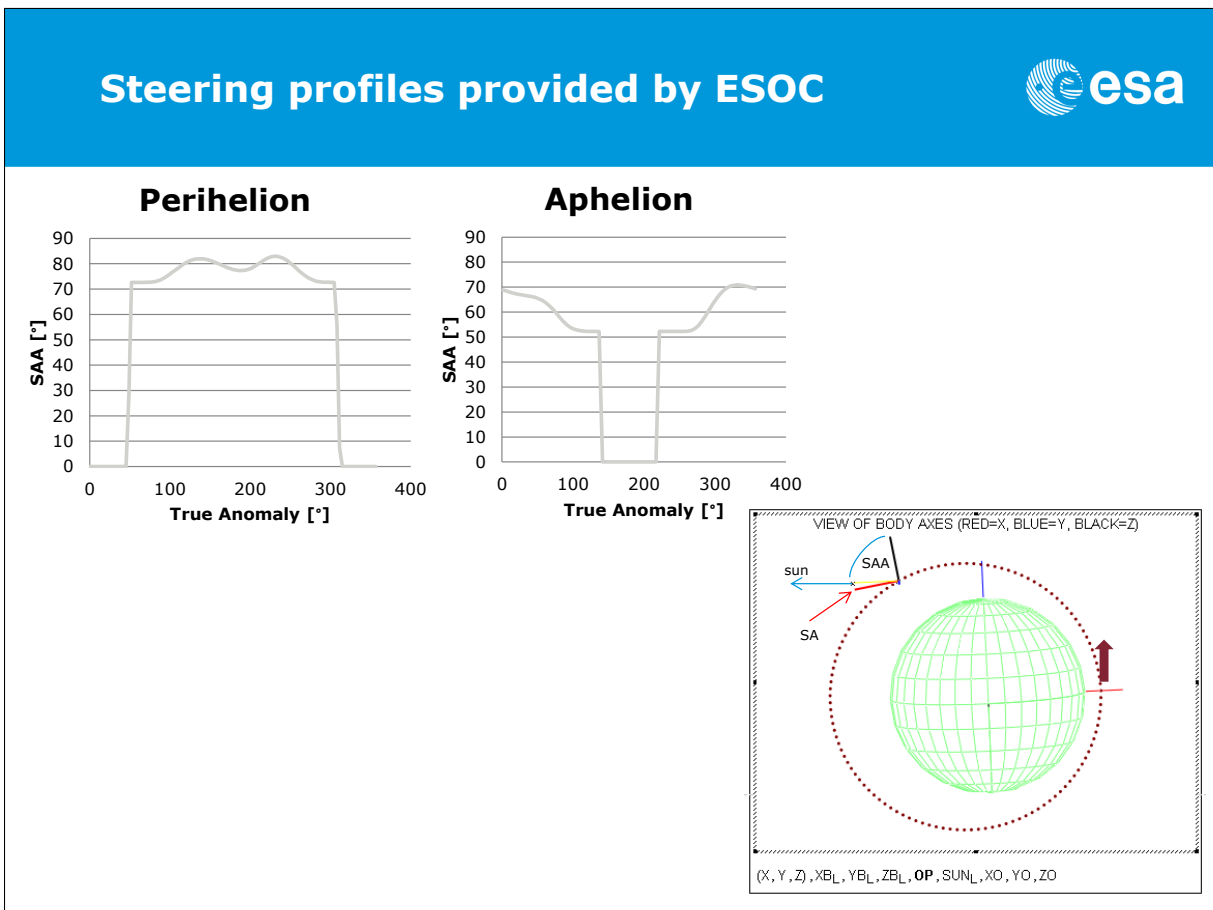 Steering profiles provided by ESOC
esa
Perihelion
90
80
70
60
50
40
30
20
10
0
SAA [°]
0 100 200 300 400
True Anomaly [°]
Aphelion
90
80
70
60
50
40
30
20
10
0
SAA [°]
0 100 200 300 400
True Anomaly [°]
VIEW OF BODY AXES (RED=X, BLUE=Y, BLACK=Z)
SAA
sun
SA
(X,Y,Z),XBL,YBL,ZBL,OP,SUNL,XO,YO,ZO